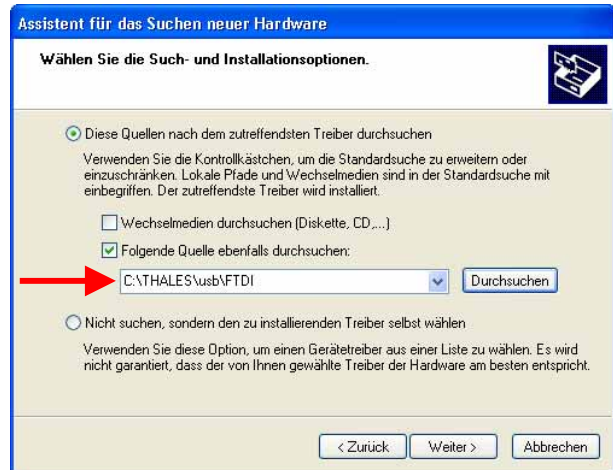 Assistent für das Suchen neuer Hardware
Wählen Sie die Such- und Installationsoptionen.
Diese Quellen nach dem zutreffendsten Treiber durchsuchen
Verwenden Sie die Kontrollkästchen, um die Standardsuche zu erweitern oder
einzuschränken. Lokale Pfade und Wechselmedien sind in der Standardsuche mit
einbegriffen. Der zutreffendste Treiber wird installiert.
Wechselmedien durchsuchen (Diskette, CD,...)
Folgende Quelle ebenfalls durchsuchen:
C:\THALES\usb\FTDI
Durchsuchen
Nicht suchen, sondern den zu installierenden Treiber selbst wählen
Verwenden Sie diese Option, um einen Gerätetreiber aus einer Liste zu wählen. Es wird
nicht garantiert, dass der von Ihnen gewählte Treiber der Hardware am besten entspricht.
< Zurück Weiter > Abbrechen